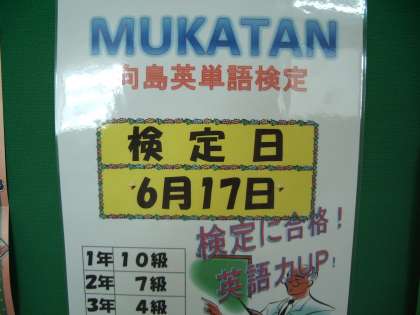 MUKATAN
向島英単語検定
検定日
6月17日
検定に合格！
英語力UP！
1年 10級
2年 7級
3年 4級